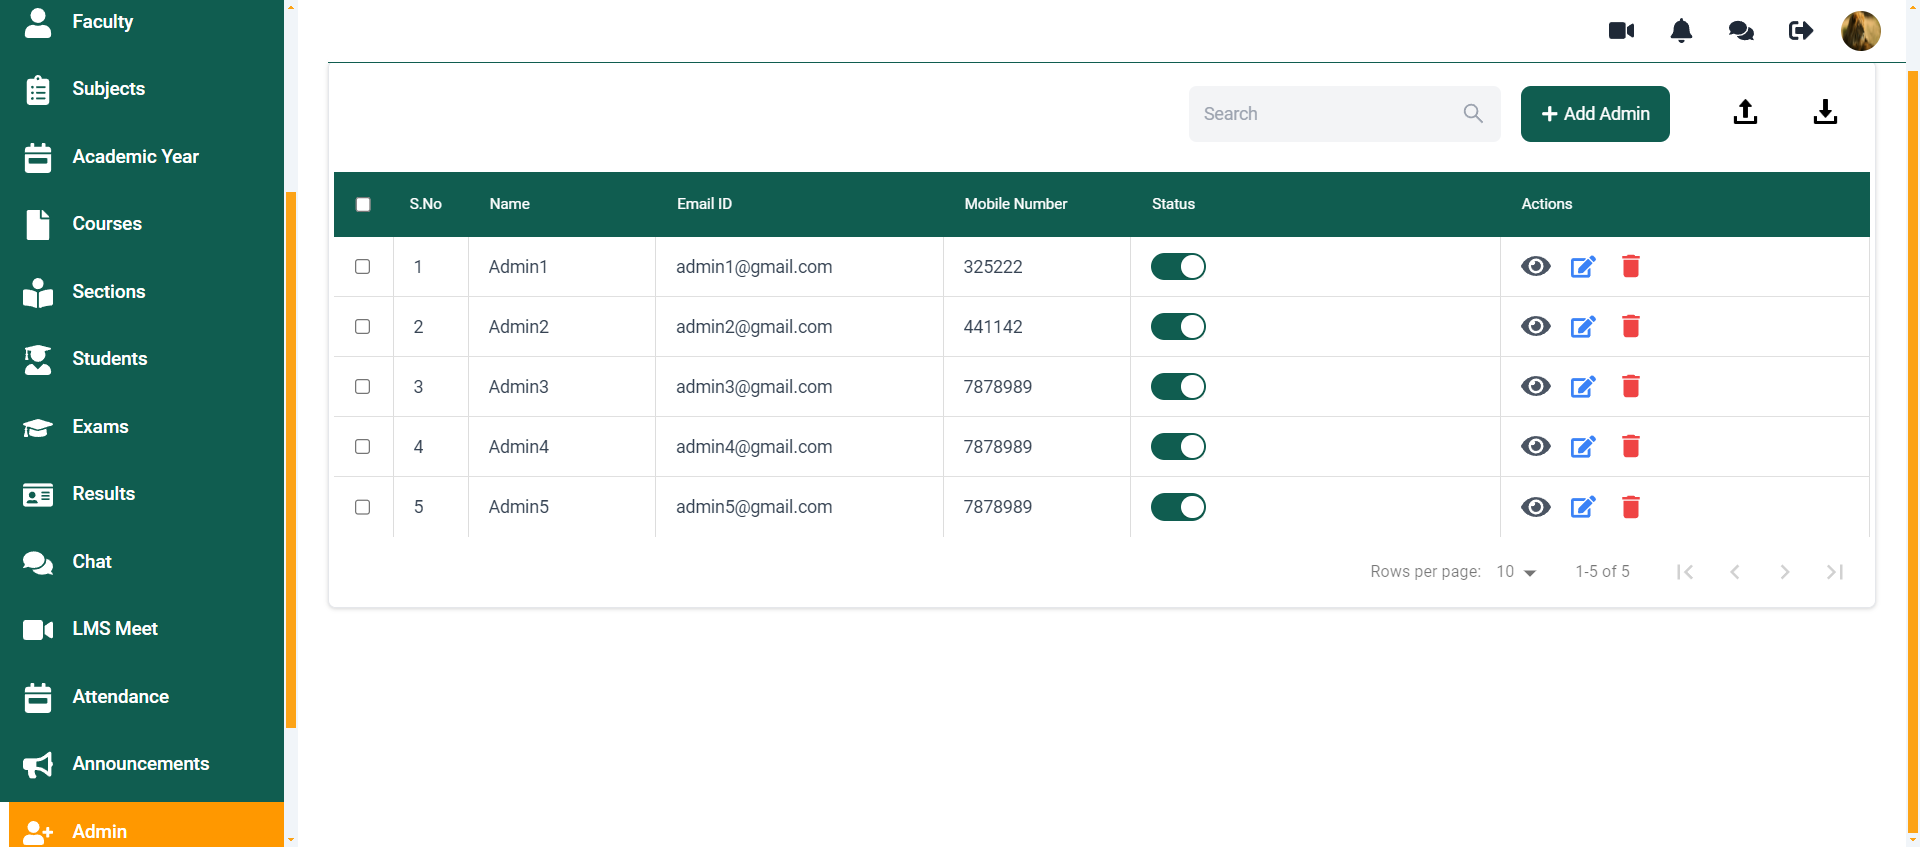 Faculty
Subjects
Academic Year
Courses
Sections
Students
Exams
Results
Chat
LMS Meet
Attendance
Announcements
Admin
Search
Add Admin
S.No Name Email ID Mobile Number Status Actions
1 Admin1 admin1@gmail.com 325222
2 Admin2 admin2@gmail.com 441142
3 Admin3 admin3@gmail.com 7878989
4 Admin4 admin4@gmail.com 7878989
5 Admin5 admin5@gmail.com 7878989
Rows per page: 10 1-5 of 5